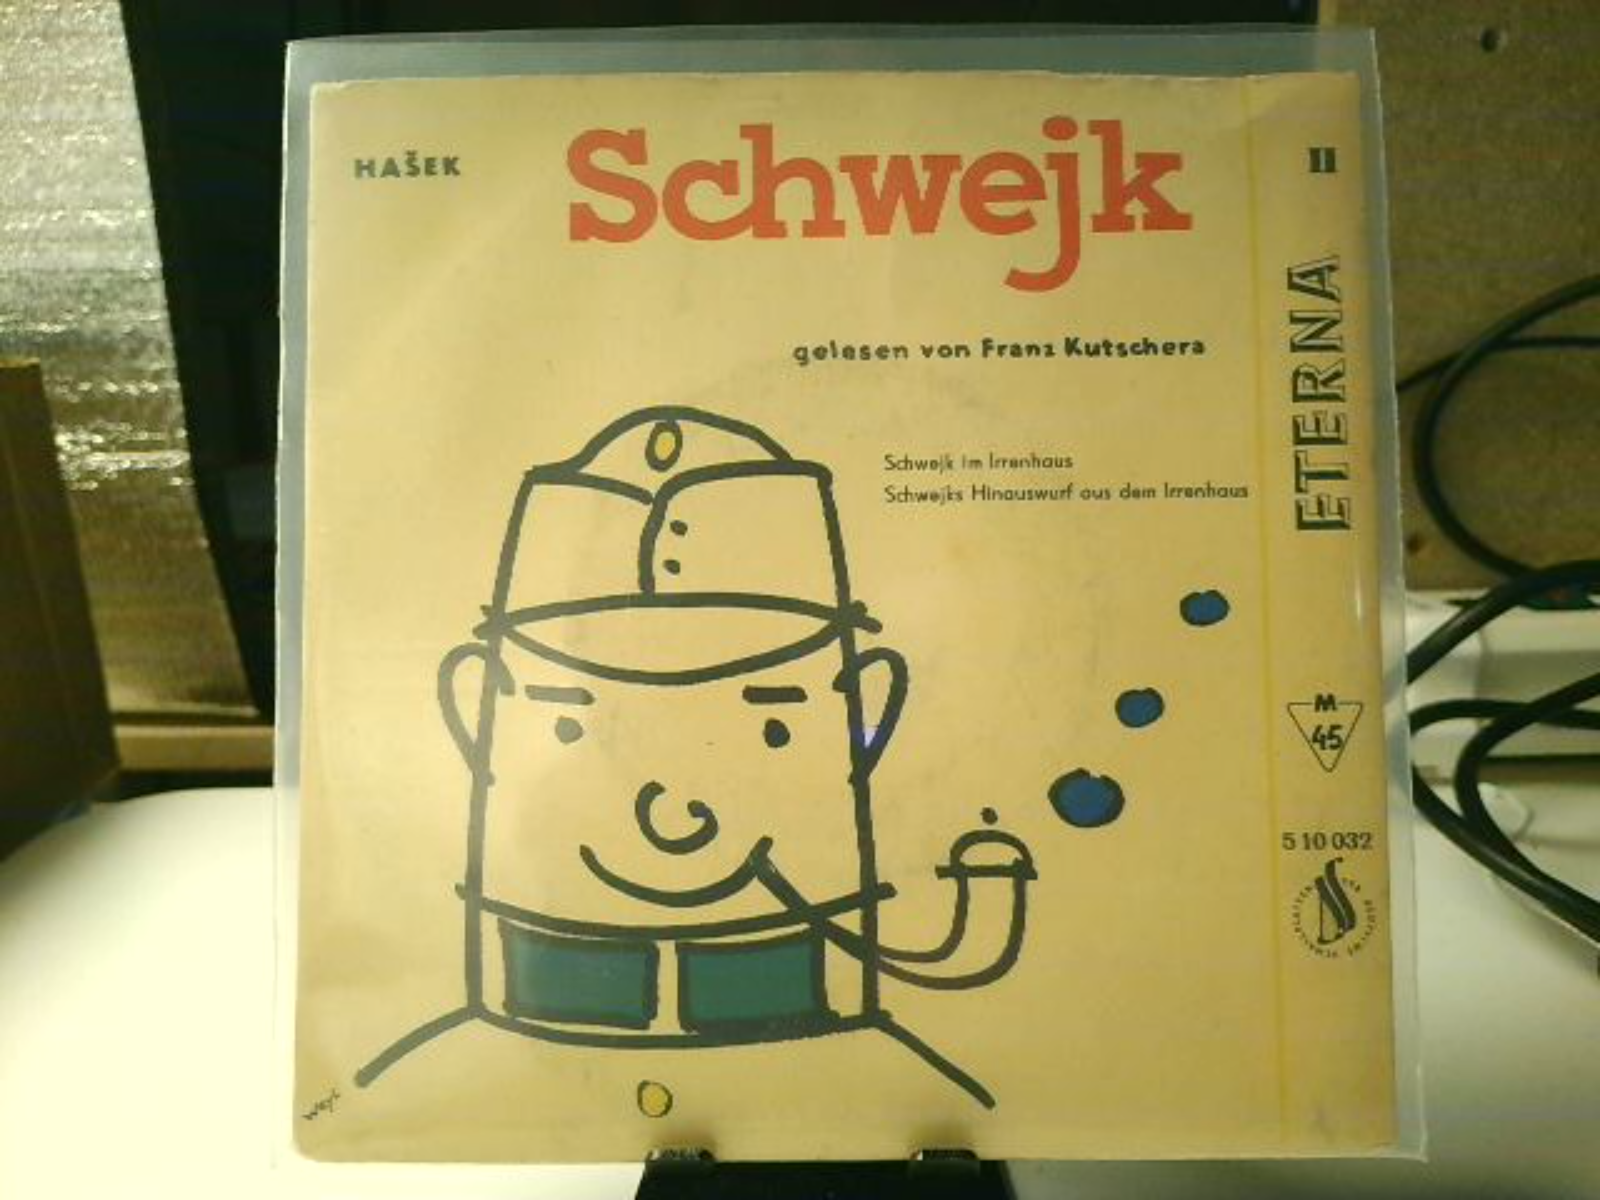 HAŠEK
Schwejk
gelesen von Franz Kutschera
Schwejk im Irrenhaus
Schwejks Hinauswurf aus dem Irrenhaus
II
ETERNA
M
45
5 10 032